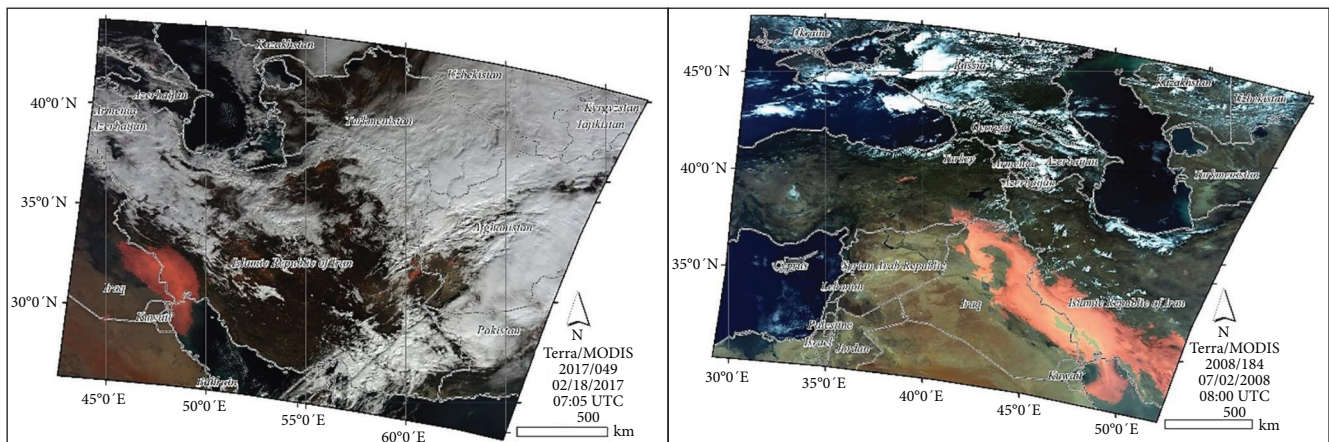 Kazakhstan
Uzbekistan
40°0´N
Azerbaijan
Kyrgyzstan
Armenia
Turkmenistan
Tajikistan
Azerbaijan
35°0´N
Afghanistan
Islamic Republic of Iran
Iraq
30°0´N
Kuwait
Pakistan
N
Terra/MODIS
2017/049
Bahrain
02/18/2017
07:05 UTC
45°0´E
50°0´E
500
55°0´E
km
60°0´E
Ukraine
45°0´N
Russia
Kazakhstan
Uzbekistan
Georgia
40°0´N
Turkey
Armenia
Azerbaijan
Azerbaijan
Turkmenistan
35°0´N
Cyprus
Syrian Arab Republic
Lebanon
Iraq
Islamic Republic of Iran
Palestine
Israel
Jordan
N
Terra/MODIS
2008/184
Kuwait
07/02/2008
30°0´E
08:00 UTC
35°0´E
500
40°0´E
km
45°0´E
50°0´E